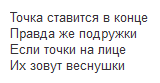 Точка ставится в конце
Правда же подружки
Если точки на лице
Их зовут веснушки